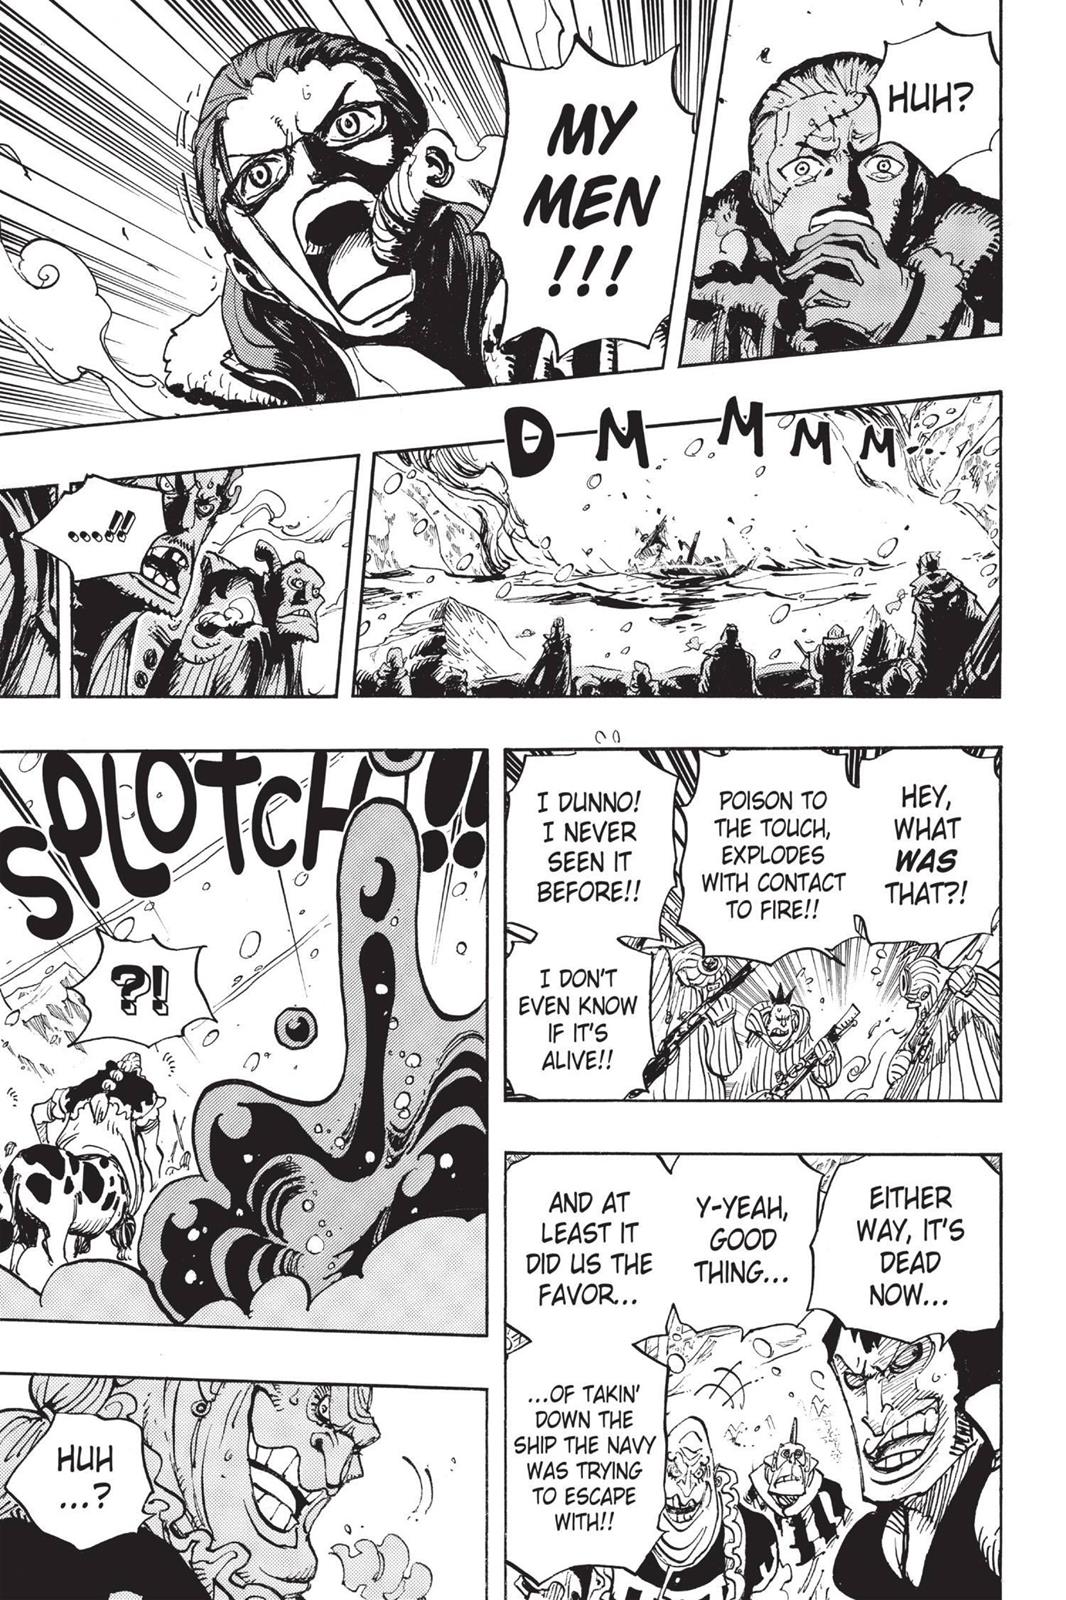 HUH?
MY
MEN
!!!
DMMMM...
...!!
HEY,
WHAT
WAS
THAT?!
POISON TO
THE TOUCH,
EXPLODES
WITH CONTACT
TO FIRE!!
I DUNNO!
I NEVER
SEEN IT
BEFORE!!
I DON'T
EVEN KNOW
IF IT'S
ALIVE!!
SPLOTCH!!
?!
EITHER
WAY, IT'S
DEAD
NOW...
Y-YEAH,
GOOD
THING...
AND AT
LEAST IT
DID US THE
FAVOR...
...OF TAKIN'
DOWN THE
SHIP THE NAVY
WAS TRYING
TO ESCAPE
WITH!!
HUH
...?